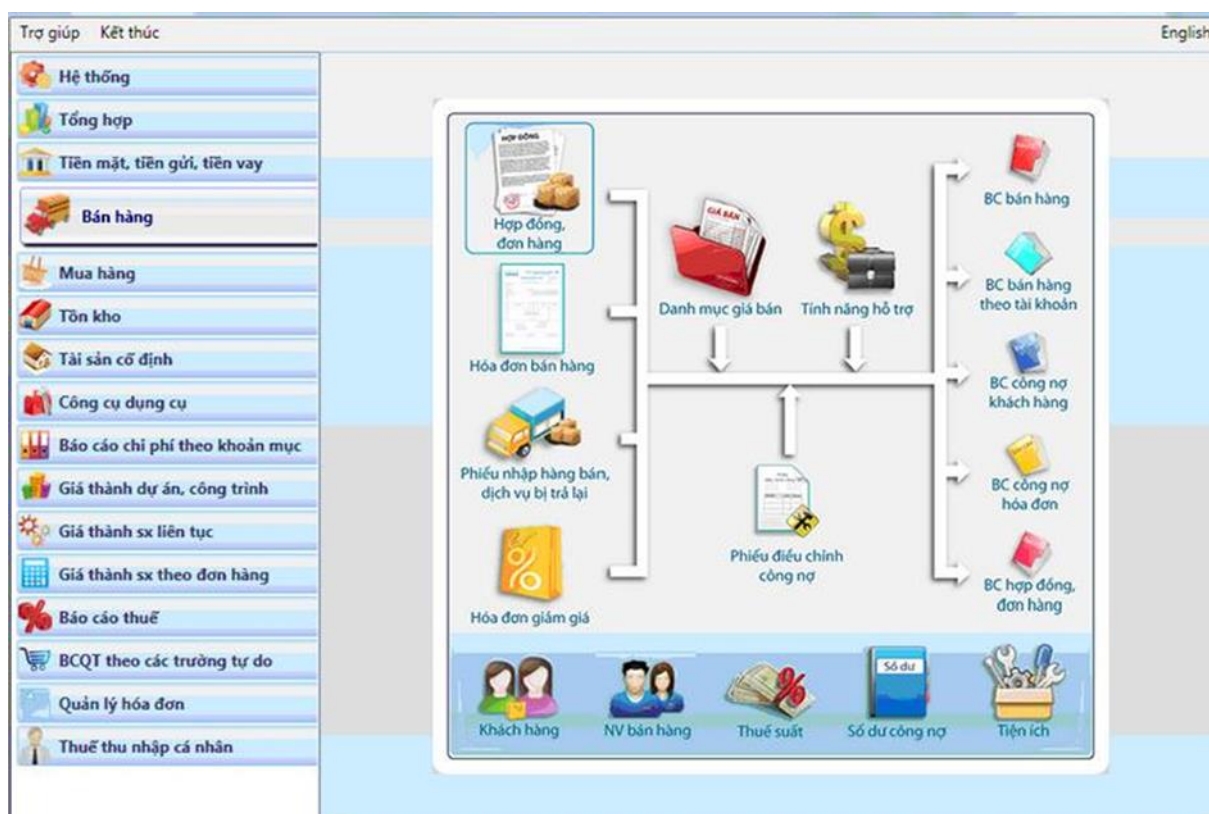 Trợ giúp Kết thúc English
Hệ thống
Tổng hợp
Tiền mặt, tiền gửi, tiền vay
Bán hàng
Mua hàng
Tồn kho
Tài sản cố định
Công cụ dụng cụ
Báo cáo chi phí theo khoản mục
Giá thành dự án, công trình
Giá thành sx liên tục
Giá thành sx theo đơn hàng
Báo cáo thuế
BCQT theo các trường tự do
Quản lý hóa đơn
Thuế thu nhập cá nhân
HỢP ĐỒNG
Hợp đồng,
đơn hàng
Hóa đơn bán hàng
Phiếu nhập hàng bán,
dịch vụ bị trả lại
Hóa đơn giảm giá
GIÁ BÁN
Danh mục giá bán
Tính năng hỗ trợ
Phiếu điều chỉnh
công nợ
BC bán hàng
BC bán hàng
theo tài khoản
BC công nợ
khách hàng
BC công nợ
hóa đơn
BC hợp đồng,
đơn hàng
Khách hàng
NV bán hàng
Thuế suất
Số dư
Số dư công nợ
Tiện ích